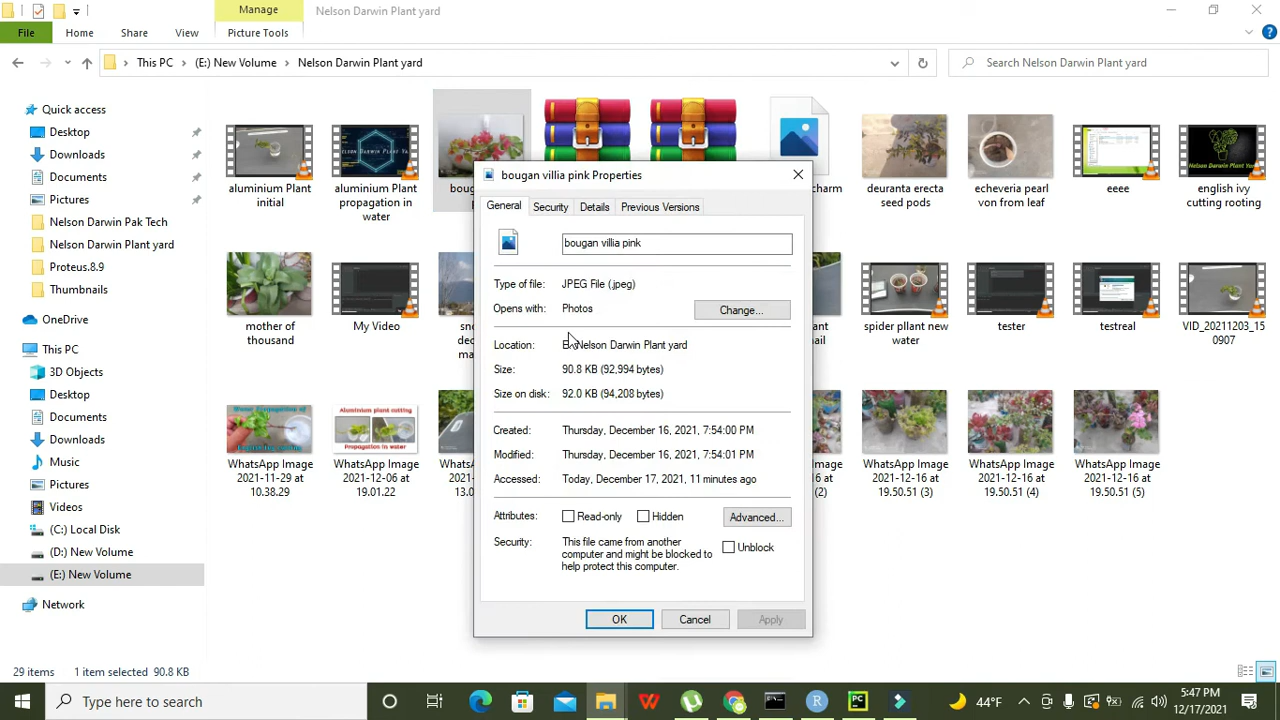 Manage
Nelson Darwin Plant yard
File
Home
Share
View
Picture Tools
This PC
(E:) New Volume
Nelson Darwin Plant yard
Search Nelson Darwin Plant yard
Quick access
Desktop
Downloads
Documents
Pictures
Nelson Darwin Pak Tech
Nelson Darwin Plant yard
Proteus.8.9
Thumbnails
OneDrive
This PC
3D Objects
Desktop
Documents
Downloads
Music
Pictures
Videos
(C:) Local Disk
(D:) New Volume
(E:) New Volume
Network
aluminium Plant
initial
aluminium Plant
propagation in
water
deuranta erecta
seed pods
echeveria pearl
von from leaf
eeee
english ivy
cutting rooting
mother of
thousand
My Video
spider pllant new
water
tester
testreal
VID_20211203_15
0907
WhatsApp Image
2021-11-29 at
10.38.29
WhatsApp Image
2021-12-06 at
19.01.22
WhatsApp Image
2021-12-16 at
19.50.51 (3)
WhatsApp Image
2021-12-16 at
19.50.51 (4)
WhatsApp Image
2021-12-16 at
19.50.51 (5)
bougan villia pink Properties
General
Security
Details
Previous Versions
bougan villia pink
Type of file:
JPEG File (.jpeg)
Opens with:
Photos
Change...
Location:
E:\Nelson Darwin Plant yard
Size:
90.8 KB (92,994 bytes)
Size on disk:
92.0 KB (94,208 bytes)
Created:
Thursday, December 16, 2021, 7:54:00 PM
Modified:
Thursday, December 16, 2021, 7:54:01 PM
Accessed:
Today, December 17, 2021, 11 minutes ago
Attributes:
Read-only
Hidden
Advanced...
Security:
This file came from another
computer and might be blocked to
help protect this computer.
Unblock
OK
Cancel
Apply
29 items
1 item selected 90.8 KB
Type here to search
44°F
5:47 PM
12/17/2021